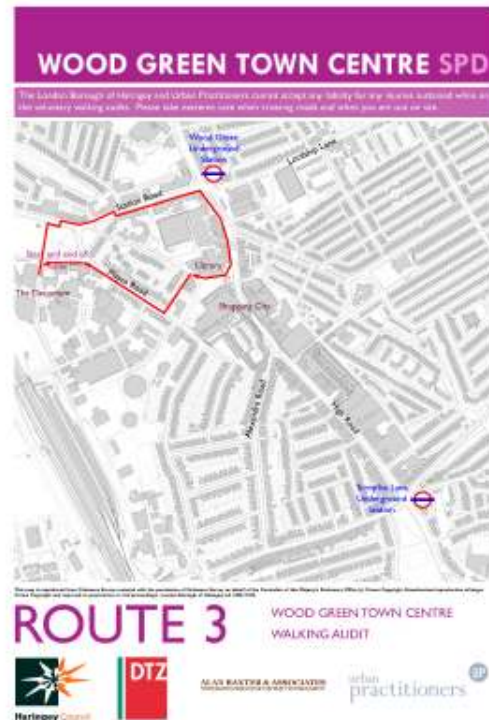 WOOD GREEN TOWN CENTRE SPD
The London Borough of Haringey and Urban Practitioners cannot accept any liability for any injuries sustained whilst on
the voluntary walking audits. Please take extreme care when crossing roads and when you are out on site.
Wood Green
Underground
Station
Lordship Lane
Station Road
Start and end of
Library
Mayes Road
The Decorium
Shopping City
Alexandra Road
High Road
Turnpike Lane
Underground
Station
ROUTE 3
WOOD GREEN TOWN CENTRE
WALKING AUDIT
DTZ
ALAN BAXTER & ASSOCIATES
urban
practitioners
UP
Haringey Council